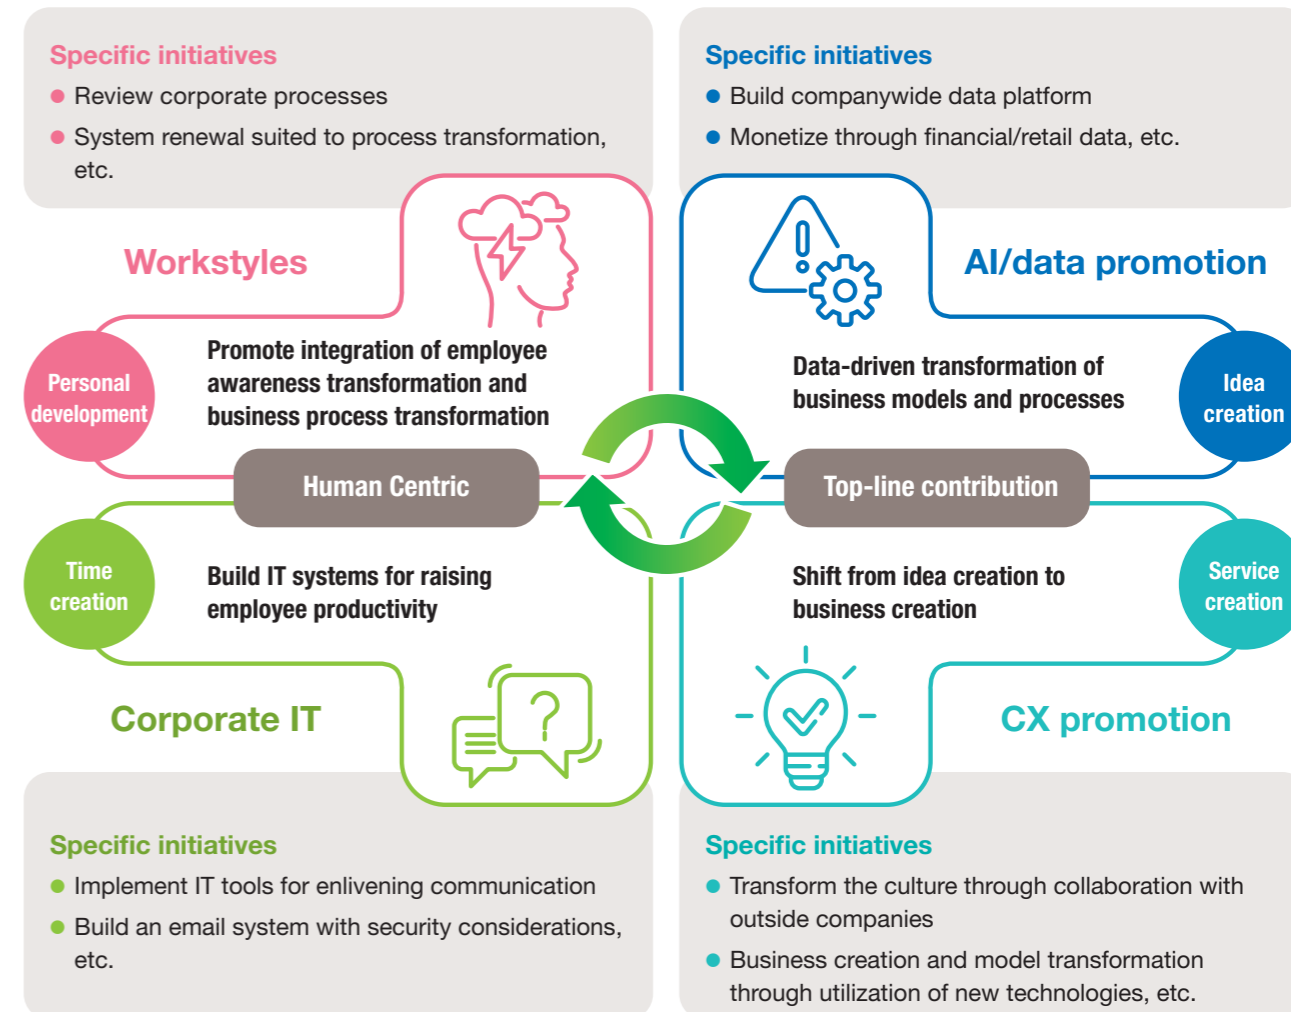 Specific initiatives
● Review corporate processes
● System renewal suited to process transformation,
etc.
Specific initiatives
● Build companywide data platform
● Monetize through financial/retail data, etc.
Workstyles
AI/data promotion
Personal
development
Promote integration of employee
awareness transformation and
business process transformation
Data-driven transformation of
business models and processes
Idea
creation
Human Centric
Top-line contribution
Time
creation
Build IT systems for raising
employee productivity
Shift from idea creation to
business creation
Service
creation
?
Corporate IT
CX promotion
Specific initiatives
● Implement IT tools for enlivening communication
● Build an email system with security considerations,
etc.
Specific initiatives
● Transform the culture through collaboration with
outside companies
● Business creation and model transformation
through utilization of new technologies, etc.